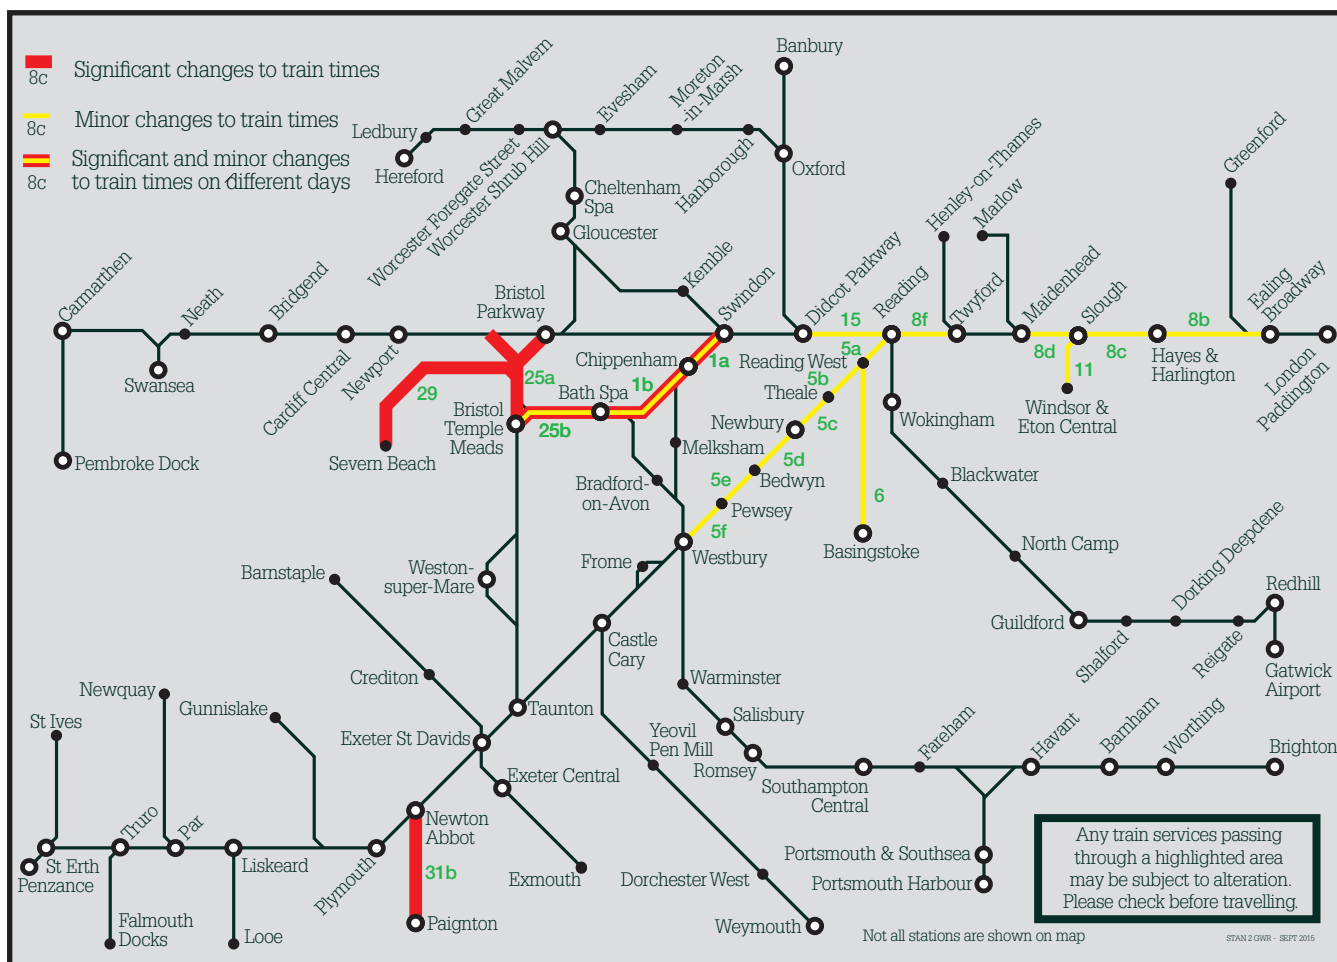 8c
Significant changes to train times
8c
Minor changes to train times
8c
Significant and minor changes
to train times on different days
Ledbury
Great Malvern
Hereford
Worcester Foregate Street
Worcester Shrub Hill
Evesham
Moreton
-in-Marsh
Hanborough
Banbury
Oxford
Cheltenham
Spa
Gloucester
Kemble
Swindon
Didcot Parkway
Reading
Henley-on-Thames
Marlow
Twyford
Maidenhead
Slough
Greenford
Ealing
Broadway
London
Paddington
Hayes &
Harlington
Windsor &
Eton Central
15
8f
8d
8c
8b
11
Carmarthen
Neath
Bridgend
Swansea
Cardiff Central
Newport
Bristol
Parkway
Pembroke Dock
29
25a
Severn Beach
Bristol
Temple
Meads
25b
Bath Spa
1b
Chippenham
1a
Melksham
Bradford-
on-Avon
Reading West
5a
5b
Theale
5c
Newbury
5d
Bedwyn
5e
Pewsey
5f
Westbury
6
Basingstoke
Wokingham
Blackwater
North Camp
Guildford
Shalford
Dorking Deepdene
Reigate
Redhill
Gatwick
Airport
Frome
Weston-
super-Mare
Castle
Cary
Barnstaple
Crediton
Taunton
Exeter St Davids
Exeter Central
Exmouth
Newton
Abbot
31b
Paignton
Newquay
St Ives
Gunnislake
Truro
Par
Liskeard
Plymouth
St Erth
Penzance
Falmouth
Docks
Looe
Warminster
Salisbury
Yeovil
Pen Mill
Romsey
Southampton
Central
Fareham
Havant
Barnham
Worthing
Brighton
Portsmouth & Southsea
Portsmouth Harbour
Dorchester West
Weymouth
Any train services passing
through a highlighted area
may be subject to alteration.
Please check before travelling.
Not all stations are shown on map
STAN 2 GWR - SEPT 2015